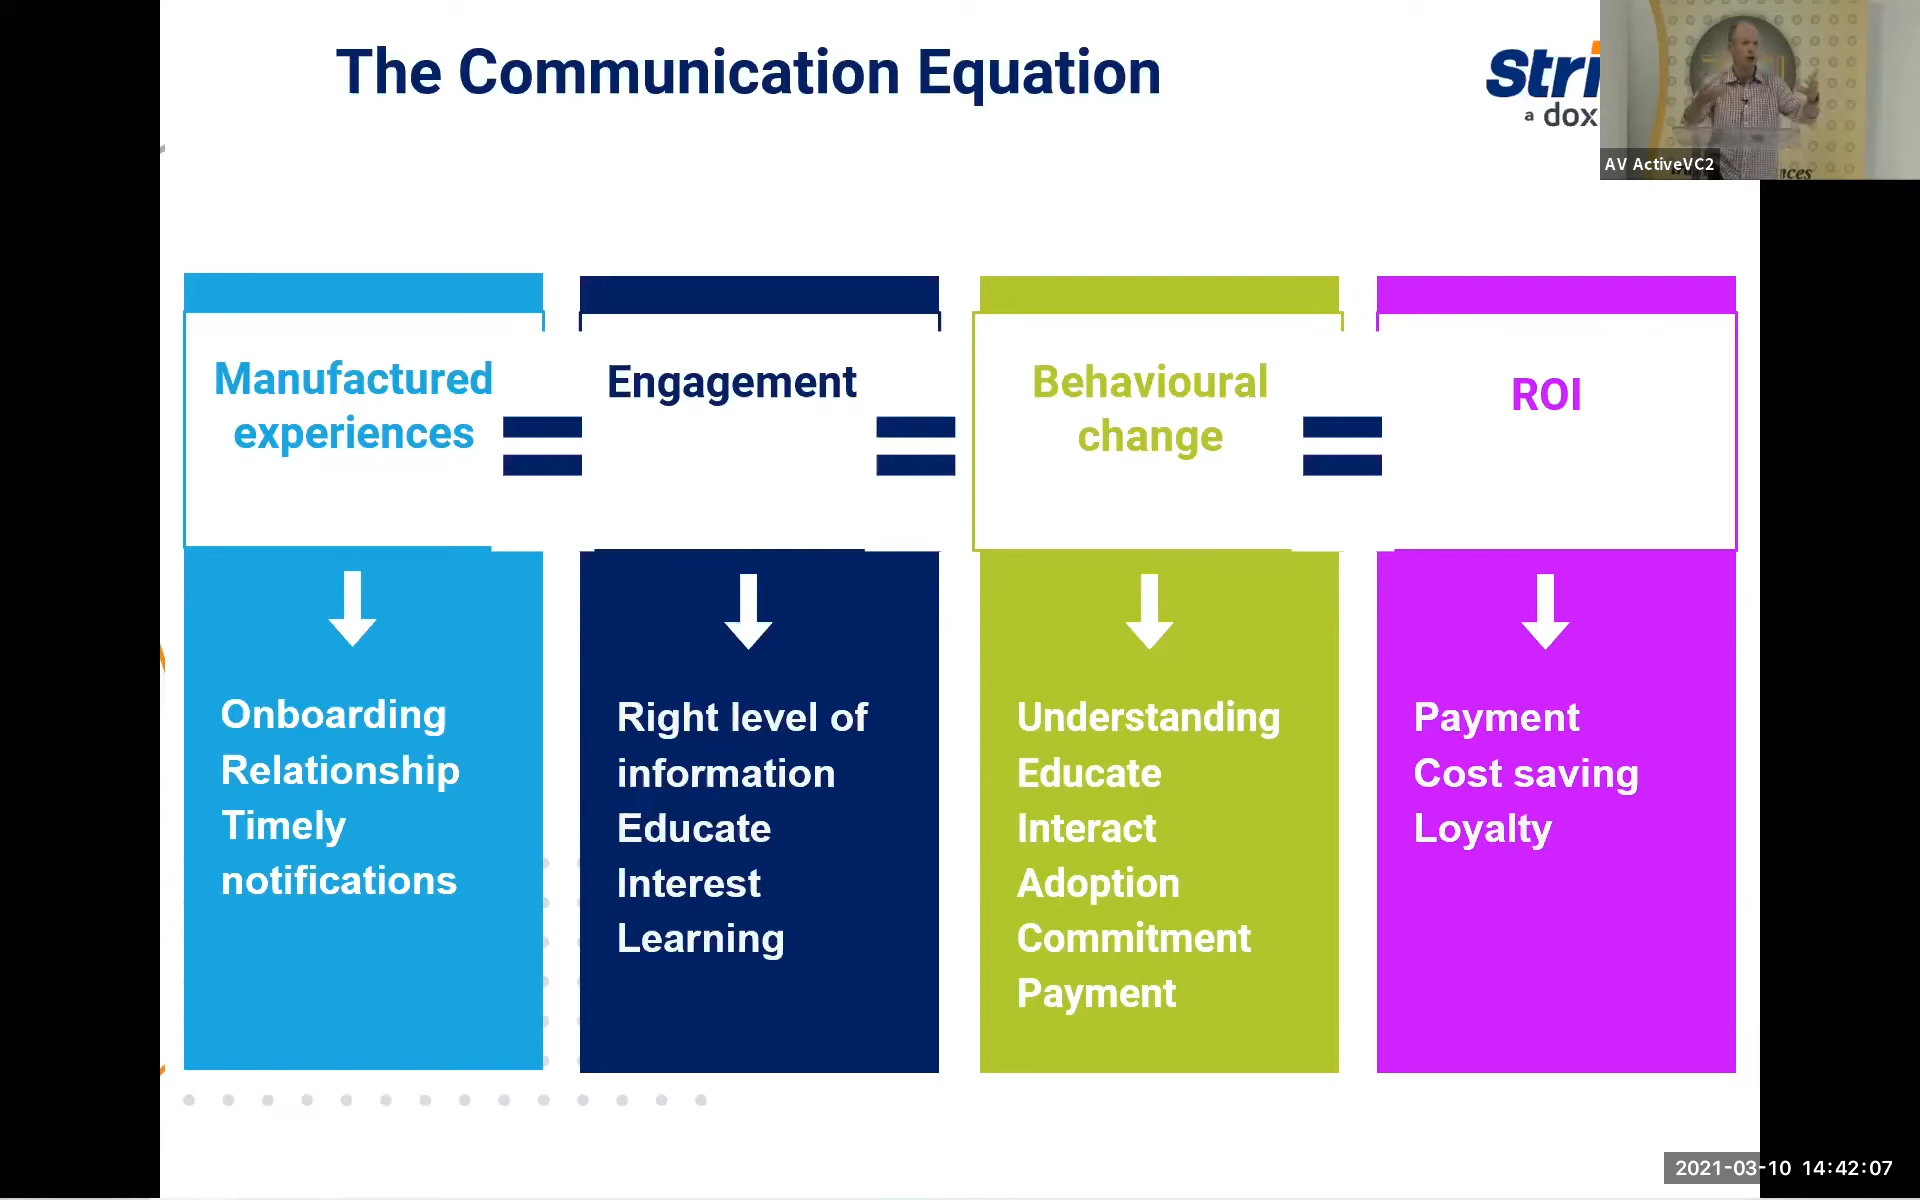 The Communication Equation
Stri
a dox
AV ActiveVC2
Manufactured
experiences
Engagement
Behavioural
change
ROI
Onboarding
Relationship
Timely
notifications
Right level of
information
Educate
Interest
Learning
Understanding
Educate
Interact
Adoption
Commitment
Payment
Payment
Cost saving
Loyalty
2021-03-10 14:42:07